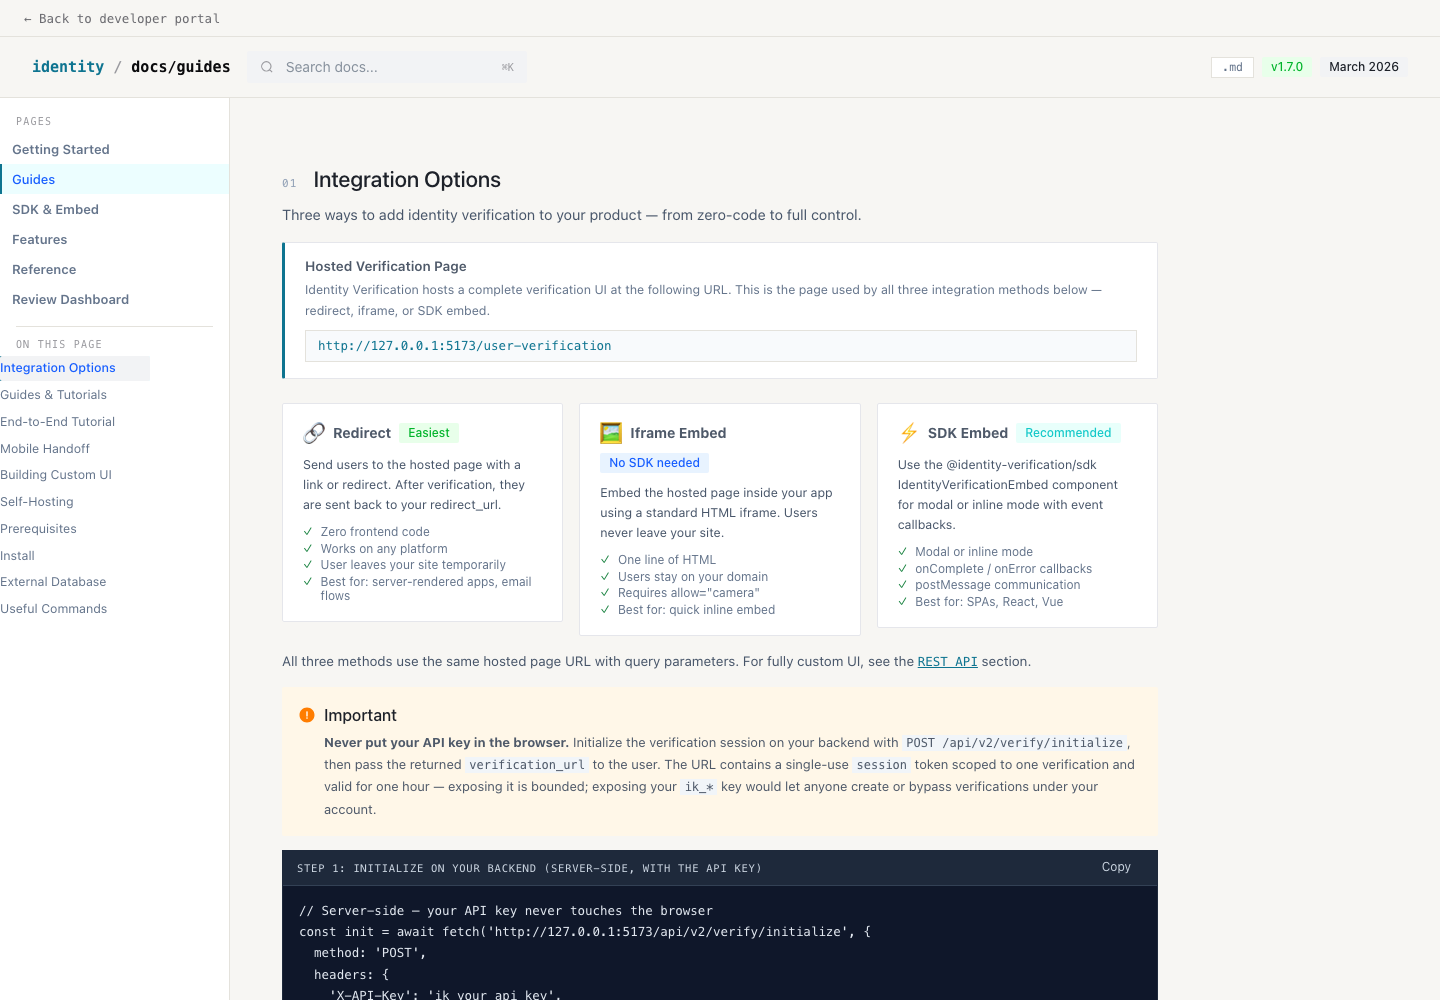 ← Back to developer portal
identity / docs/guides
Search docs...
⌘K
.md
v1.7.0
March 2026
PAGES
Getting Started
Guides
SDK & Embed
Features
Reference
Review Dashboard
ON THIS PAGE
Integration Options
Guides & Tutorials
End-to-End Tutorial
Mobile Handoff
Building Custom UI
Self-Hosting
Prerequisites
Install
External Database
Useful Commands
01 Integration Options
Three ways to add identity verification to your product — from zero-code to full control.
Hosted Verification Page
Identity Verification hosts a complete verification UI at the following URL. This is the page used by all three integration methods below —
redirect, iframe, or SDK embed.
http://127.0.0.1:5173/user-verification
Redirect Easiest
Send users to the hosted page with a
link or redirect. After verification, they
are sent back to your redirect_url.
✓ Zero frontend code
✓ Works on any platform
✓ User leaves your site temporarily
✓ Best for: server-rendered apps, email
flows
Iframe Embed
No SDK needed
Embed the hosted page inside your app
using a standard HTML iframe. Users
never leave your site.
✓ One line of HTML
✓ Users stay on your domain
✓ Requires allow="camera"
✓ Best for: quick inline embed
SDK Embed Recommended
Use the @identity-verification/sdk
IdentityVerificationEmbed component
for modal or inline mode with event
callbacks.
✓ Modal or inline mode
✓ onComplete / onError callbacks
✓ postMessage communication
✓ Best for: SPAs, React, Vue
All three methods use the same hosted page URL with query parameters. For fully custom UI, see the REST API section.
Important
Never put your API key in the browser. Initialize the verification session on your backend with POST /api/v2/verify/initialize,
then pass the returned verification_url to the user. The URL contains a single-use session token scoped to one verification and
valid for one hour — exposing it is bounded; exposing your ik_* key would let anyone create or bypass verifications under your
account.
STEP 1: INITIALIZE ON YOUR BACKEND (SERVER-SIDE, WITH THE API KEY)
Copy
// Server-side — your API key never touches the browser
const init = await fetch('http://127.0.0.1:5173/api/v2/verify/initialize', {
method: 'POST',
headers: {
'X-API-Key': 'ik_your_api_key',